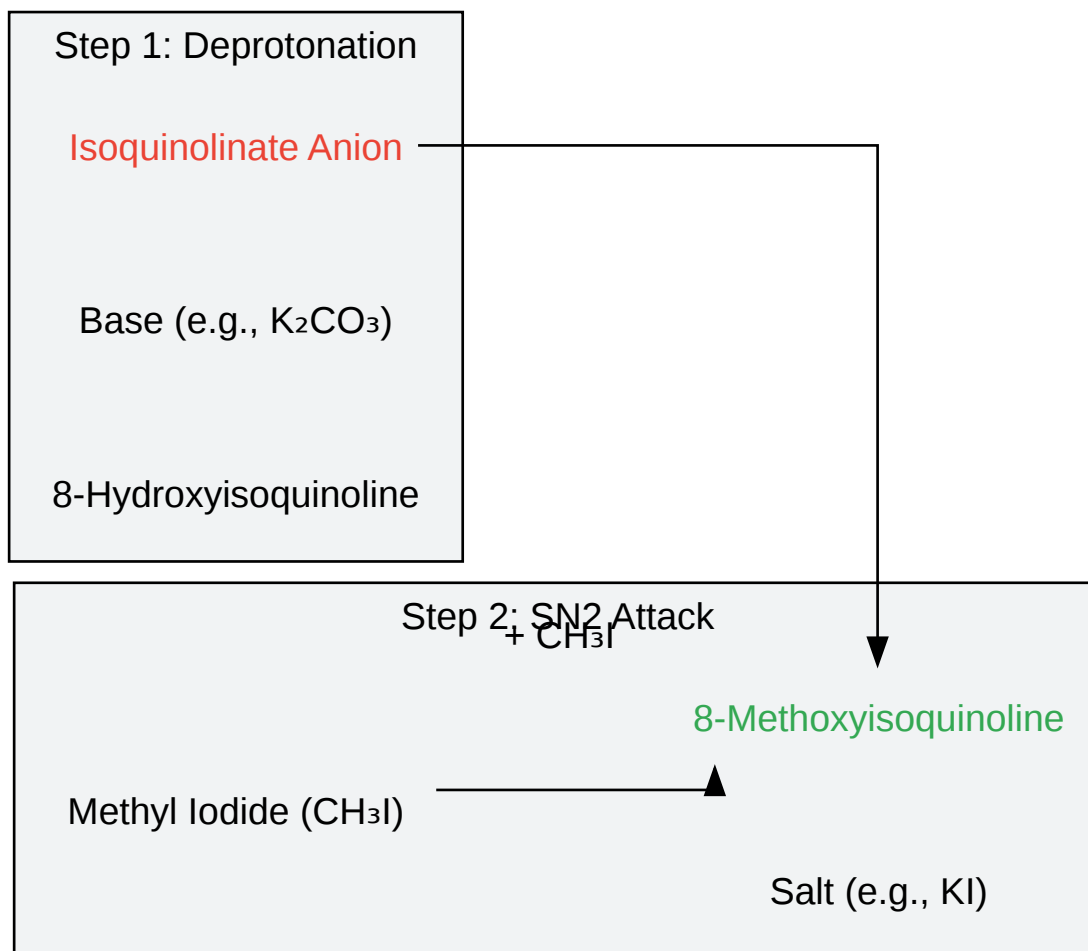 Step 1: Deprotonation
Isoquinolinate Anion
Base (e.g., K₂CO₃)
8-Hydroxyisoquinoline
Step 2: SN2 Attack
+ CH₃I
8-Methoxyisoquinoline
Methyl Iodide (CH₃I)
Salt (e.g., KI)